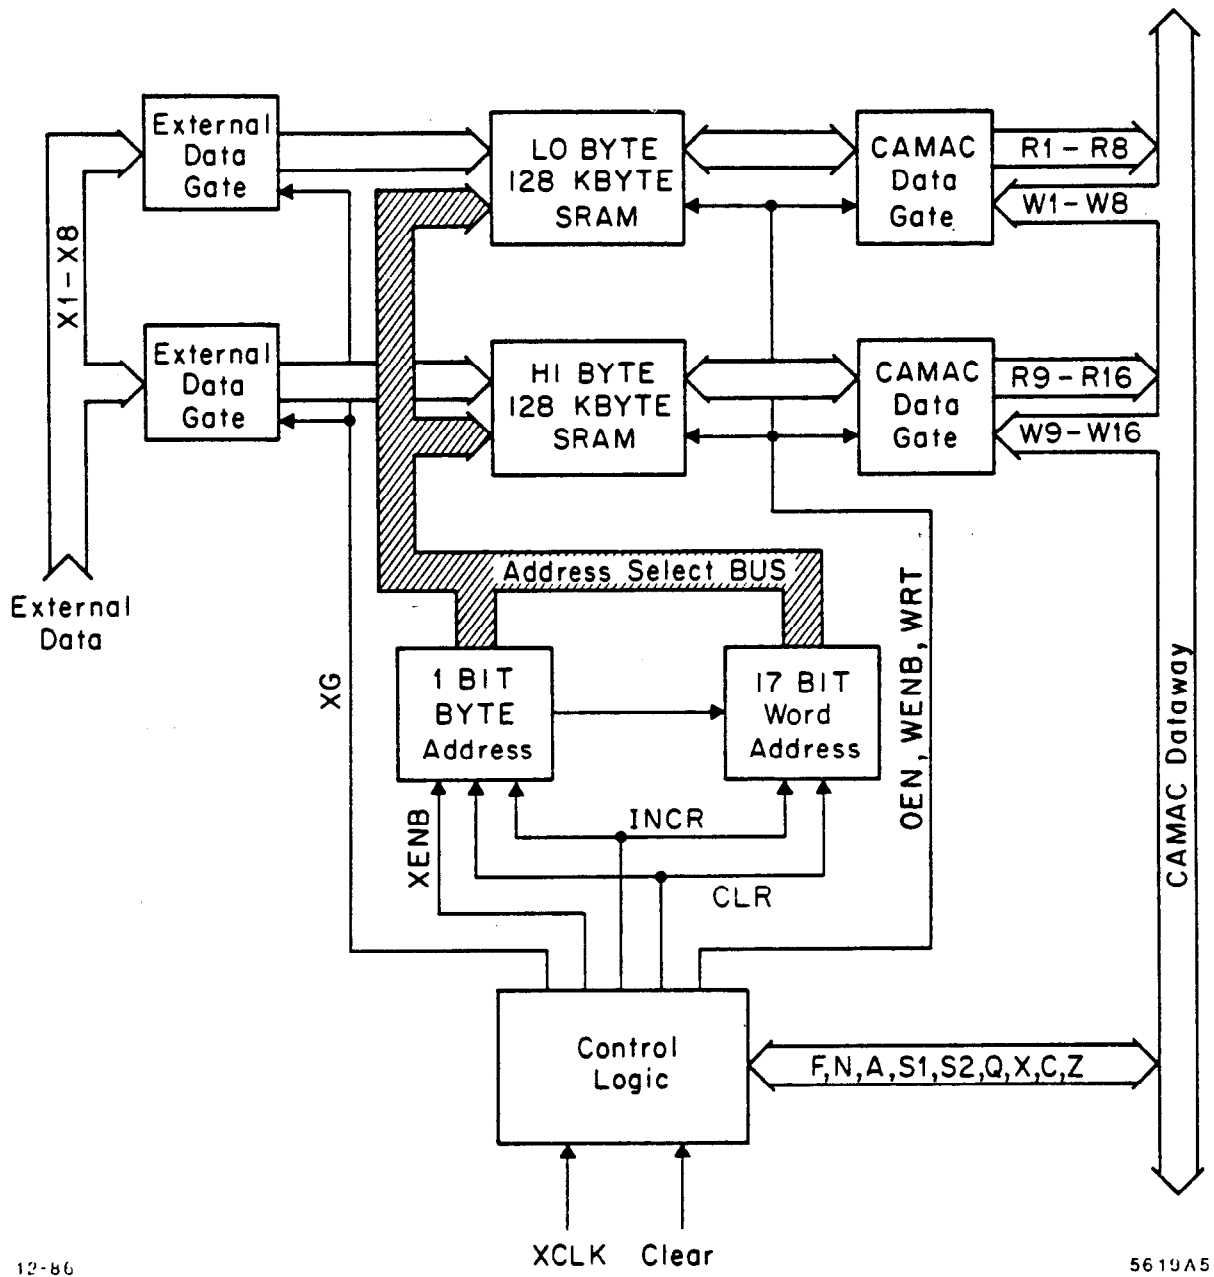 External
Data
Gate
LO BYTE
128 KBYTE
SRAM
CAMAC
Data
Gate
R1-R8
W1-W8
X1-X8
External
Data
Gate
HI BYTE
128 KBYTE
SRAM
CAMAC
Data
Gate
R9-R16
W9-W16
Address Select BUS
External
Data
XG
1 BIT
BYTE
Address
17 BIT
Word
Address
OEN, WENB, WRT
CAMAC Dataway
XENB
INCR
CLR
Control
Logic
F,N,A,S1,S2,Q,X,C,Z
XCLK Clear
12-86
5619A5